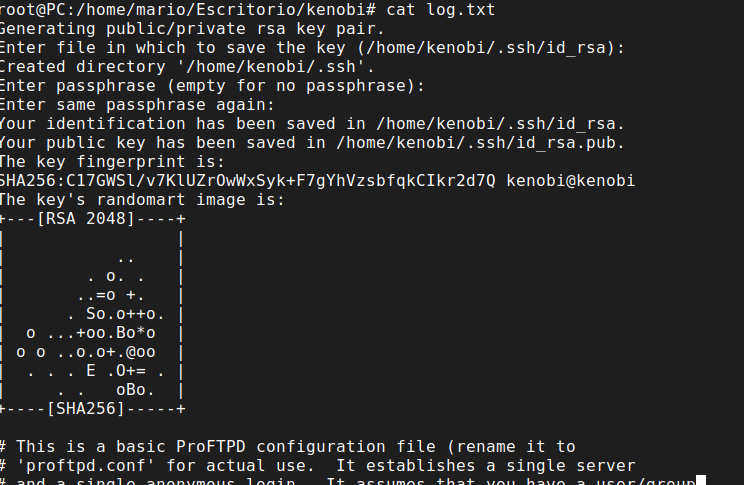 root@PC:/home/mario/Escritorio/kenobi# cat log.txt
Generating public/private rsa key pair.
Enter file in which to save the key (/home/kenobi/.ssh/id_rsa):
Created directory '/home/kenobi/.ssh'.
Enter passphrase (empty for no passphrase):
Enter same passphrase again:
Your identification has been saved in /home/kenobi/.ssh/id_rsa.
Your public key has been saved in /home/kenobi/.ssh/id_rsa.pub.
The key fingerprint is:
SHA256:C17GWSl/v7KlUZrOwWxSyk+F7gYhVzsbfqkCIkr2d7Q kenobi@kenobi
The key's randomart image is:
+---[RSA 2048]----+
|                 |
|           ..    |
|        . o. .   |
|       ..=o +.   |
|      . So.o++o. |
|  o ...+oo.Bo*o  |
| o o ..o.o+.@oo  |
|  . . . E .O+= . |
|     . .   oBo.  |
+----[SHA256]-----+
# This is a basic ProFTPD configuration file (rename it to
# 'proftpd.conf' for actual use.  It establishes a single server
# and a single anonymous login.  It assumes that you have a user/group